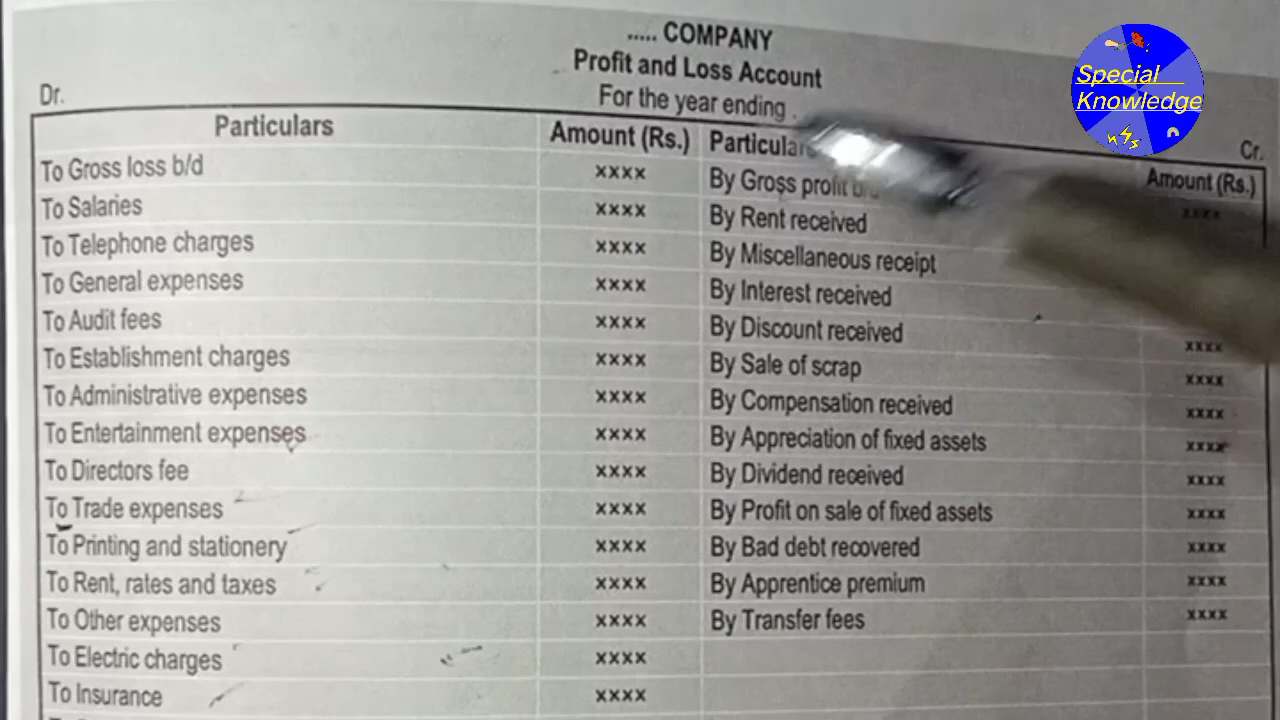 ..... COMPANY
Profit and Loss Account
For the year ending .
Dr.
Cr.
Particulars Amount (Rs.) Amount (Rs.)
To Gross loss b/d xxxx By Gross profit xxxx
To Salaries xxxx By Rent received
To Telephone charges xxxx By Miscellaneous receipt
To General expenses xxxx By Interest received
To Audit fees xxxx By Discount received xxxx
To Establishment charges xxxx By Sale of scrap xxxx
To Administrative expenses xxxx By Compensation received xxxx
To Entertainment expenses xxxx By Appreciation of fixed assets xxxx
To Directors fee xxxx By Dividend received xxxx
To Trade expenses xxxx By Profit on sale of fixed assets xxxx
To Printing and stationery xxxx By Bad debt recovered xxxx
To Rent, rates and taxes xxxx By Apprentice premium xxxx
To Other expenses xxxx By Transfer fees xxxx
To Electric charges xxxx
To Insurance xxxx
Special
Knowledge